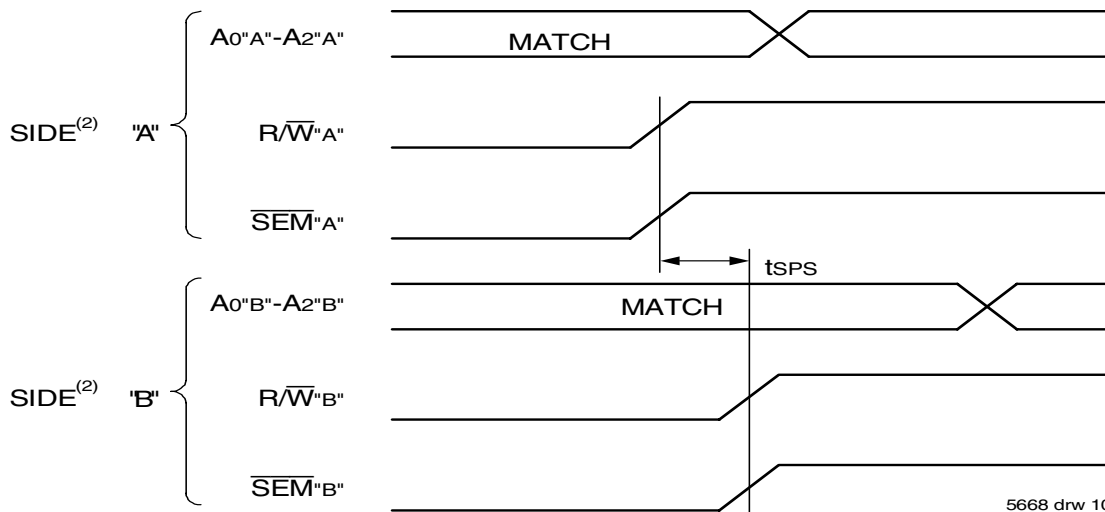 A0"A"-A2"A" MATCH
SIDE(2) "A" R/W"A"
SEM"A"
tSPS
A0"B"-A2"B" MATCH
SIDE(2) "B" R/W"B"
SEM"B"
5668 drw 10